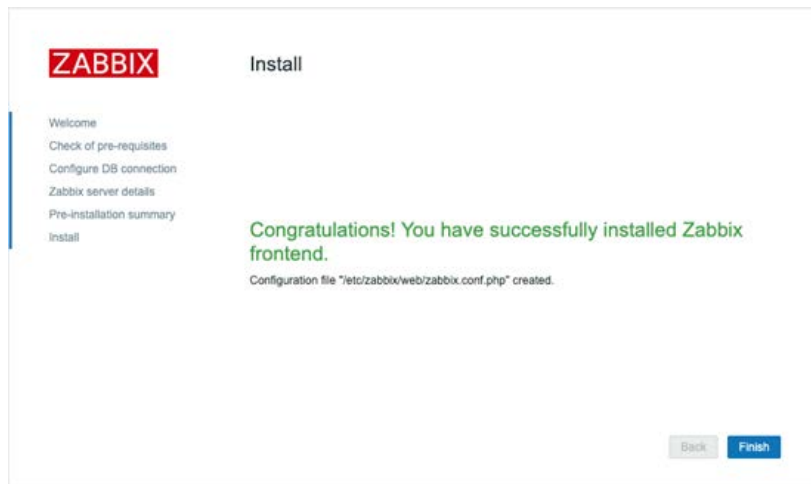 ZABBIX
Install
Welcome
Check of pre-requisites
Configure DB connection
Zabbix server details
Pre-installation summary
Install
Congratulations! You have successfully installed Zabbix
frontend.
Configuration file "/etc/zabbix/web/zabbix.conf.php" created.
Back
Finish